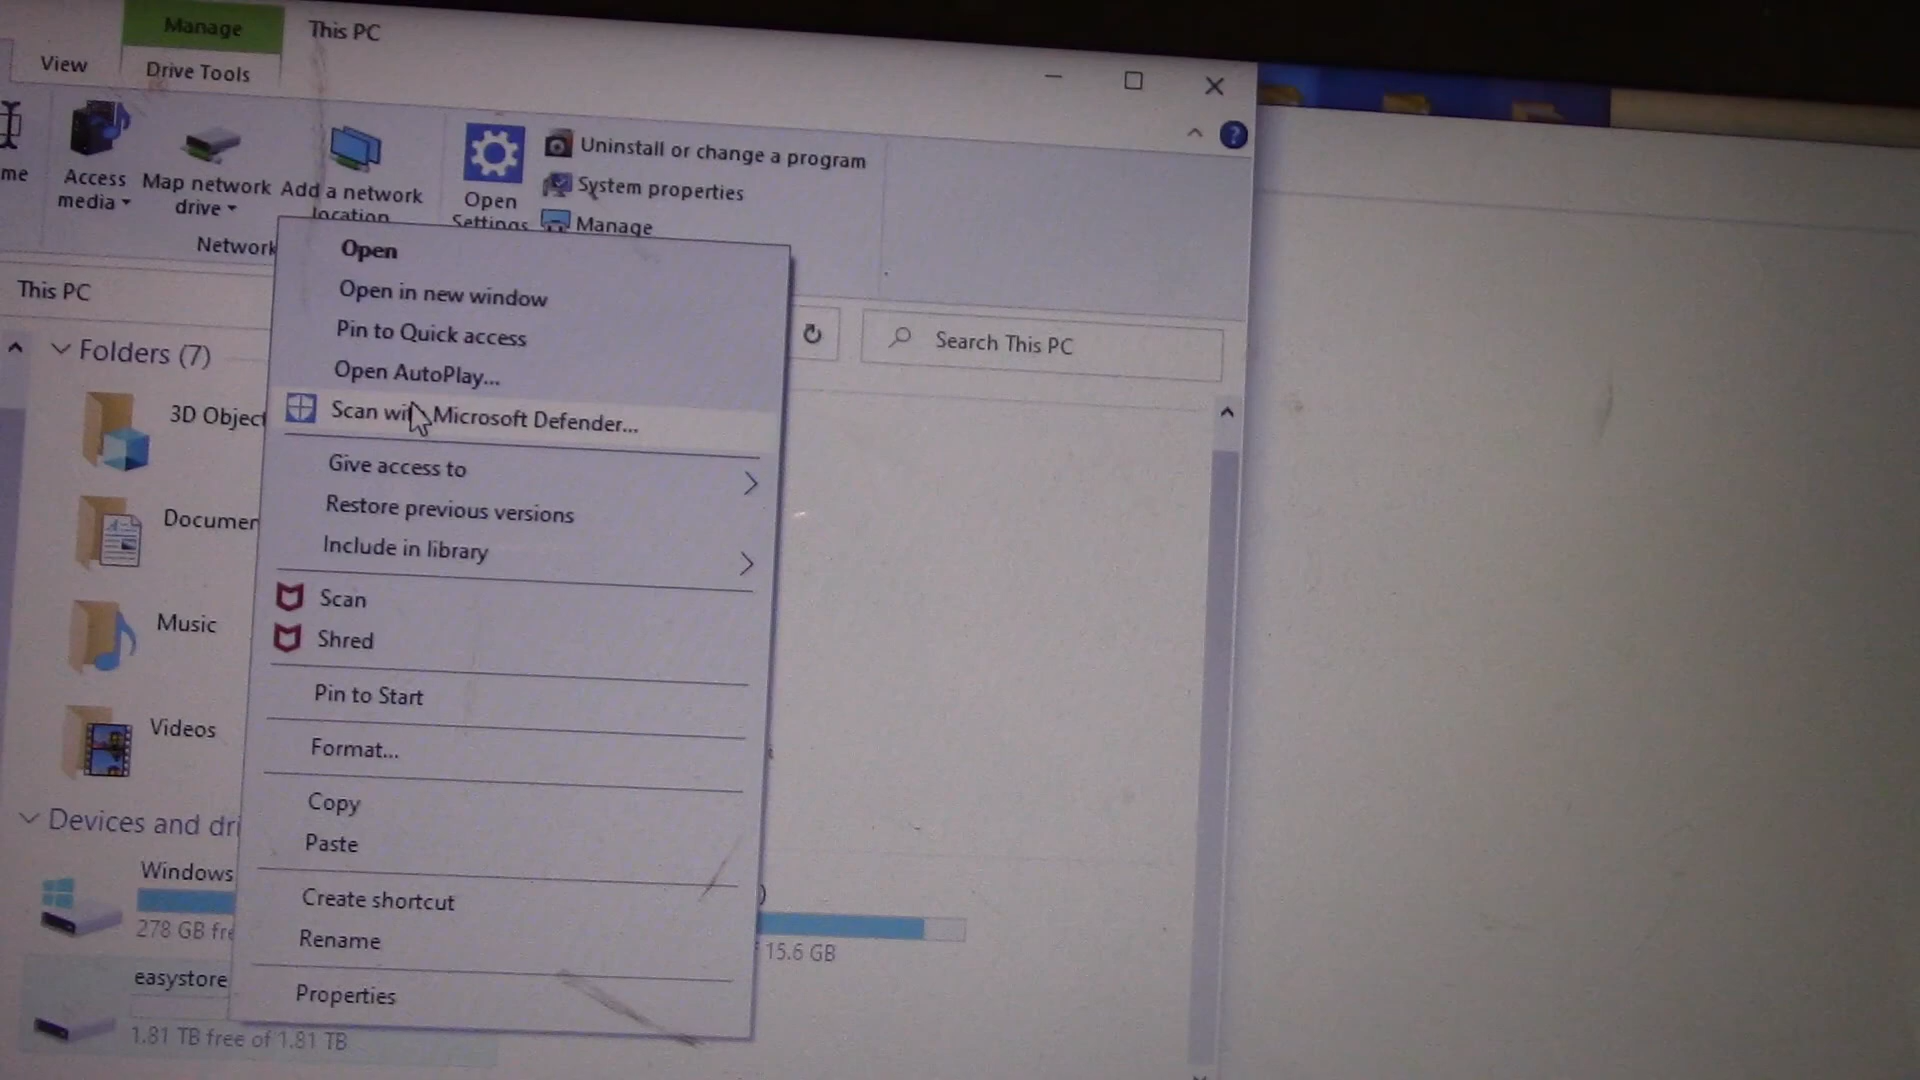 Manage
This PC
View
Drive Tools
me
Access
media
Map network
drive
Add a network
location
Open
Settings
Uninstall or change a program
System properties
Manage
Network
This PC
Search This PC
Folders (7)
3D Object
Documen
Music
Videos
Devices and dri
Windows
278 GB fre
easystore
1.81 TB free of 1.81 TB
Open
Open in new window
Pin to Quick access
Open AutoPlay...
Scan with Microsoft Defender...
Give access to
Restore previous versions
Include in library
Scan
Shred
Pin to Start
Format...
Copy
Paste
Create shortcut
Rename
Properties
)
15.6 GB